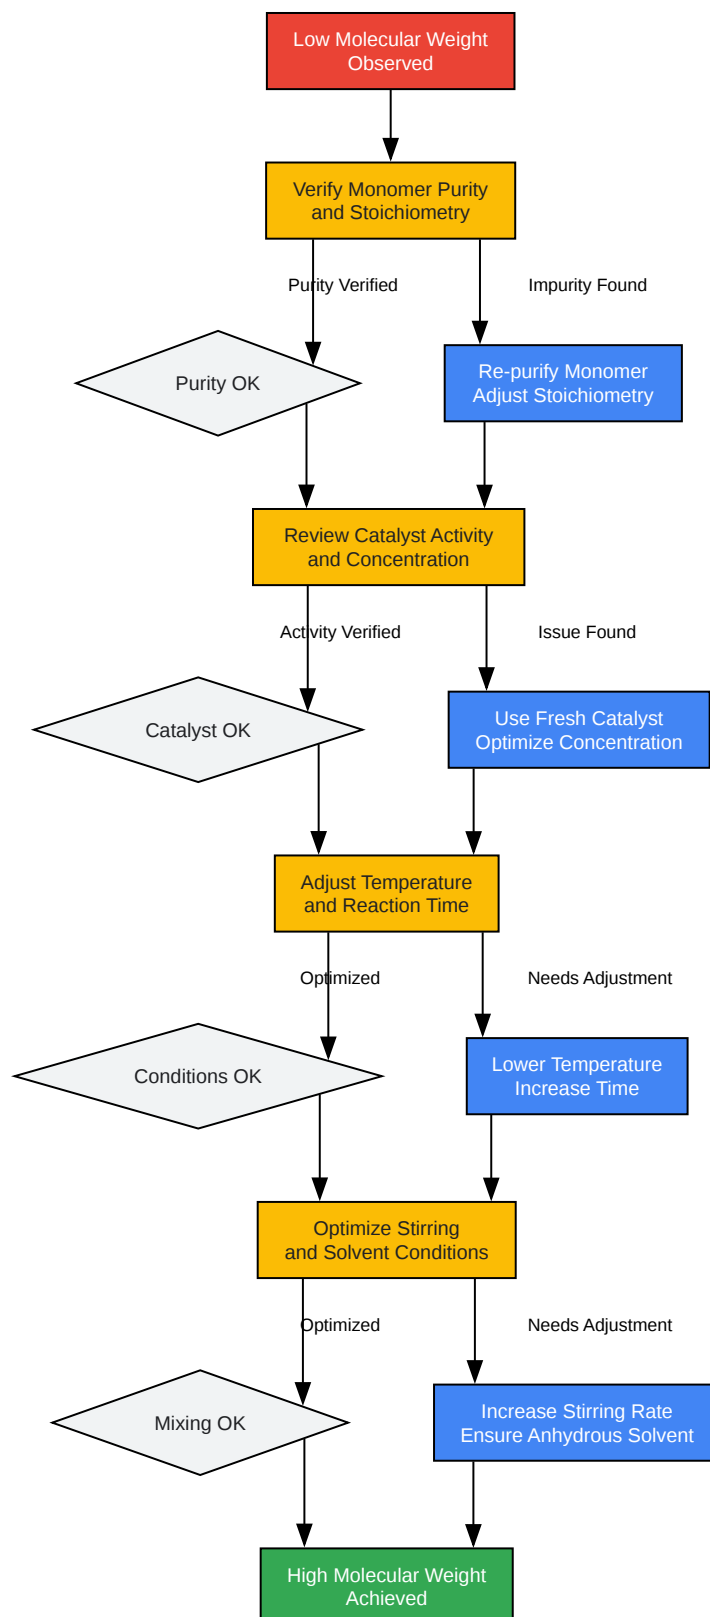 Low Molecular Weight
Observed
Verify Monomer Purity
and Stoichiometry
Purity Verified
Impurity Found
Purity OK
Re-purify Monomer
Adjust Stoichiometry
Review Catalyst Activity
and Concentration
Activity Verified
Issue Found
Catalyst OK
Use Fresh Catalyst
Optimize Concentration
Adjust Temperature
and Reaction Time
Optimized
Needs Adjustment
Conditions OK
Lower Temperature
Increase Time
Optimize Stirring
and Solvent Conditions
Optimized
Needs Adjustment
Mixing OK
Increase Stirring Rate
Ensure Anhydrous Solvent
High Molecular Weight
Achieved